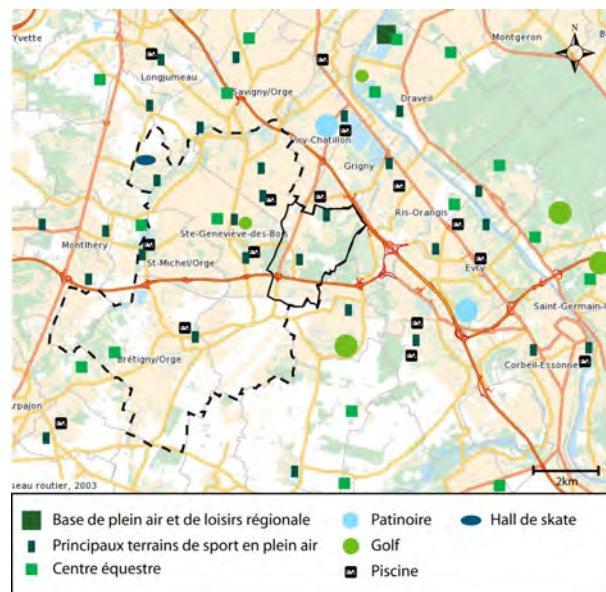 Yvette
Montgeron
N
Longjumeau
Savigny/Orge
Draveil
Viry-Châtillon
Grigny
Ris-Orangis
Ste-Geneviève-des-Bois
Montlhéry
St-Michel/Orge
Evry
Saint-Germain-l
Brétigny/Orge
Corbeil-Essonne
rpajon
seau routier, 2003
2km
Base de plein air et de loisirs régionale
Patinoire
Hall de skate
Principaux terrains de sport en plein air
Golf
Centre équestre
Piscine